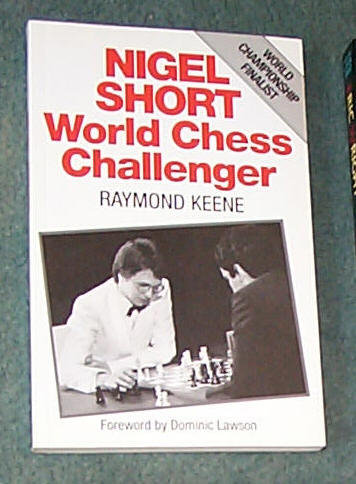 WORLD
CHAMPIONSHIP
FINALIST
NIGEL
SHORT
World Chess
Challenger
RAYMOND KEENE
Foreword by Dominic Lawson